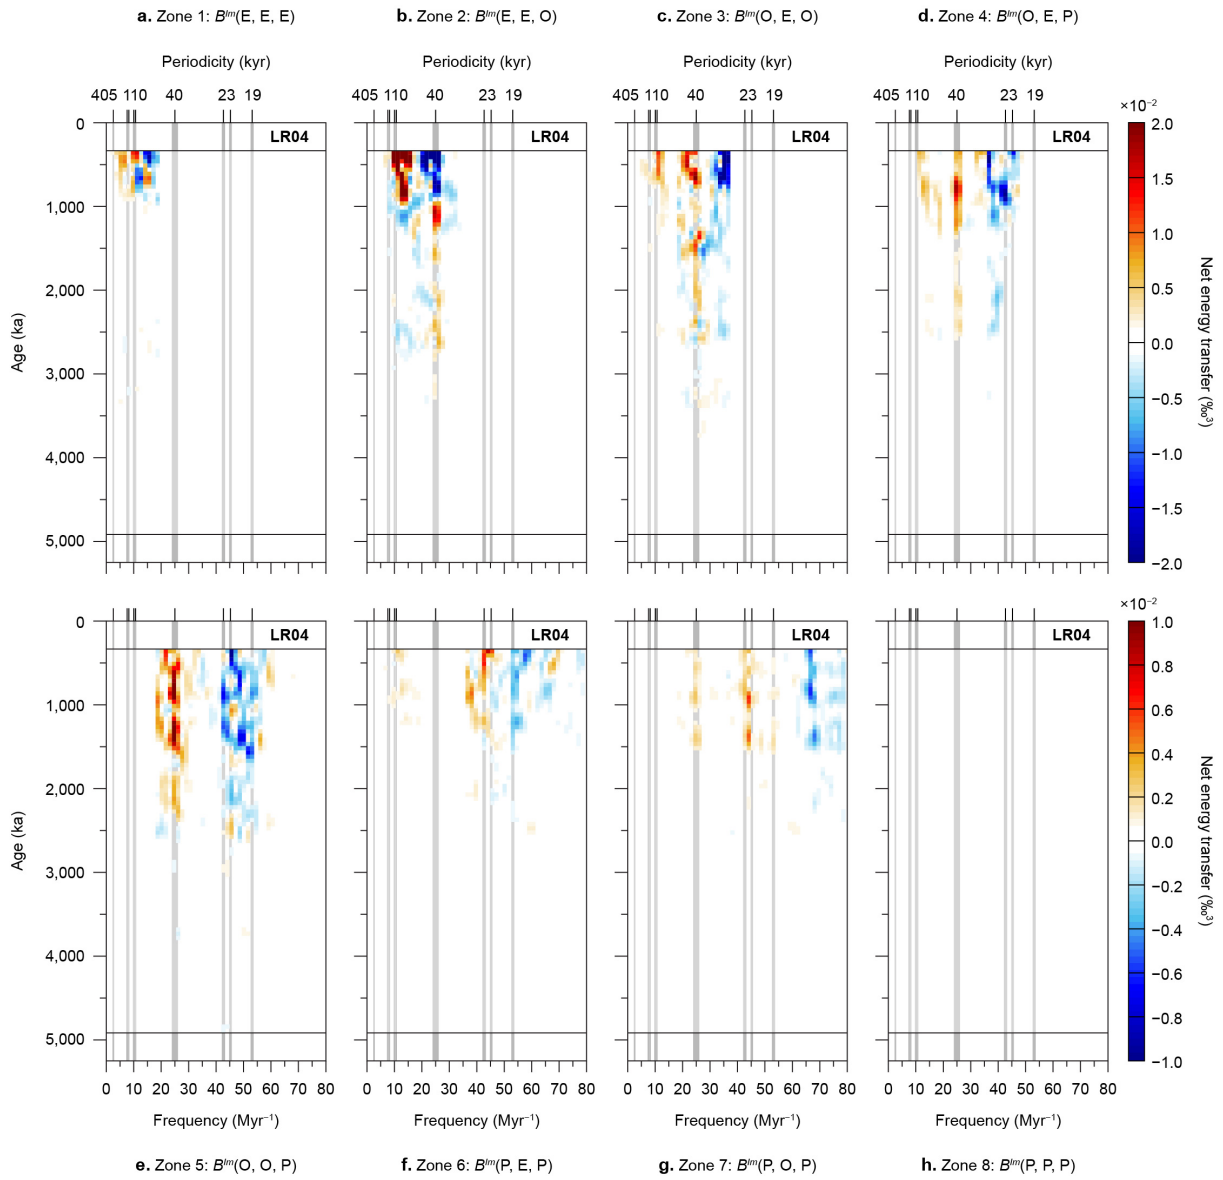 a. Zone 1: Bᴵᵐ(E, E, E)
b. Zone 2: Bᴵᵐ(E, E, O)
c. Zone 3: Bᴵᵐ(O, E, O)
d. Zone 4: Bᴵᵐ(O, E, P)
Periodicity (kyr) Periodicity (kyr) Periodicity (kyr) Periodicity (kyr)
405 110 40 23 19 405 110 40 23 19 405 110 40 23 19 405 110 40 23 19
×10⁻²
LR04 LR04 LR04 LR04
0
1,000
2,000
3,000
4,000
5,000
Age (ka)
2.0
1.5
1.0
0.5
0.0
−0.5
−1.0
−1.5
−2.0
Net energy transfer (‰³)
×10⁻²
LR04 LR04 LR04 LR04
0
1,000
2,000
3,000
4,000
5,000
Age (ka)
1.0
0.8
0.6
0.4
0.2
0.0
−0.2
−0.4
−0.6
−0.8
−1.0
Net energy transfer (‰³)
0 10 20 30 40 50 60 70 80 0 10 20 30 40 50 60 70 80 0 10 20 30 40 50 60 70 80 0 10 20 30 40 50 60 70 80
Frequency (Myr⁻¹) Frequency (Myr⁻¹) Frequency (Myr⁻¹) Frequency (Myr⁻¹)
e. Zone 5: Bᴵᵐ(O, O, P)
f. Zone 6: Bᴵᵐ(P, E, P)
g. Zone 7: Bᴵᵐ(P, O, P)
h. Zone 8: Bᴵᵐ(P, P, P)